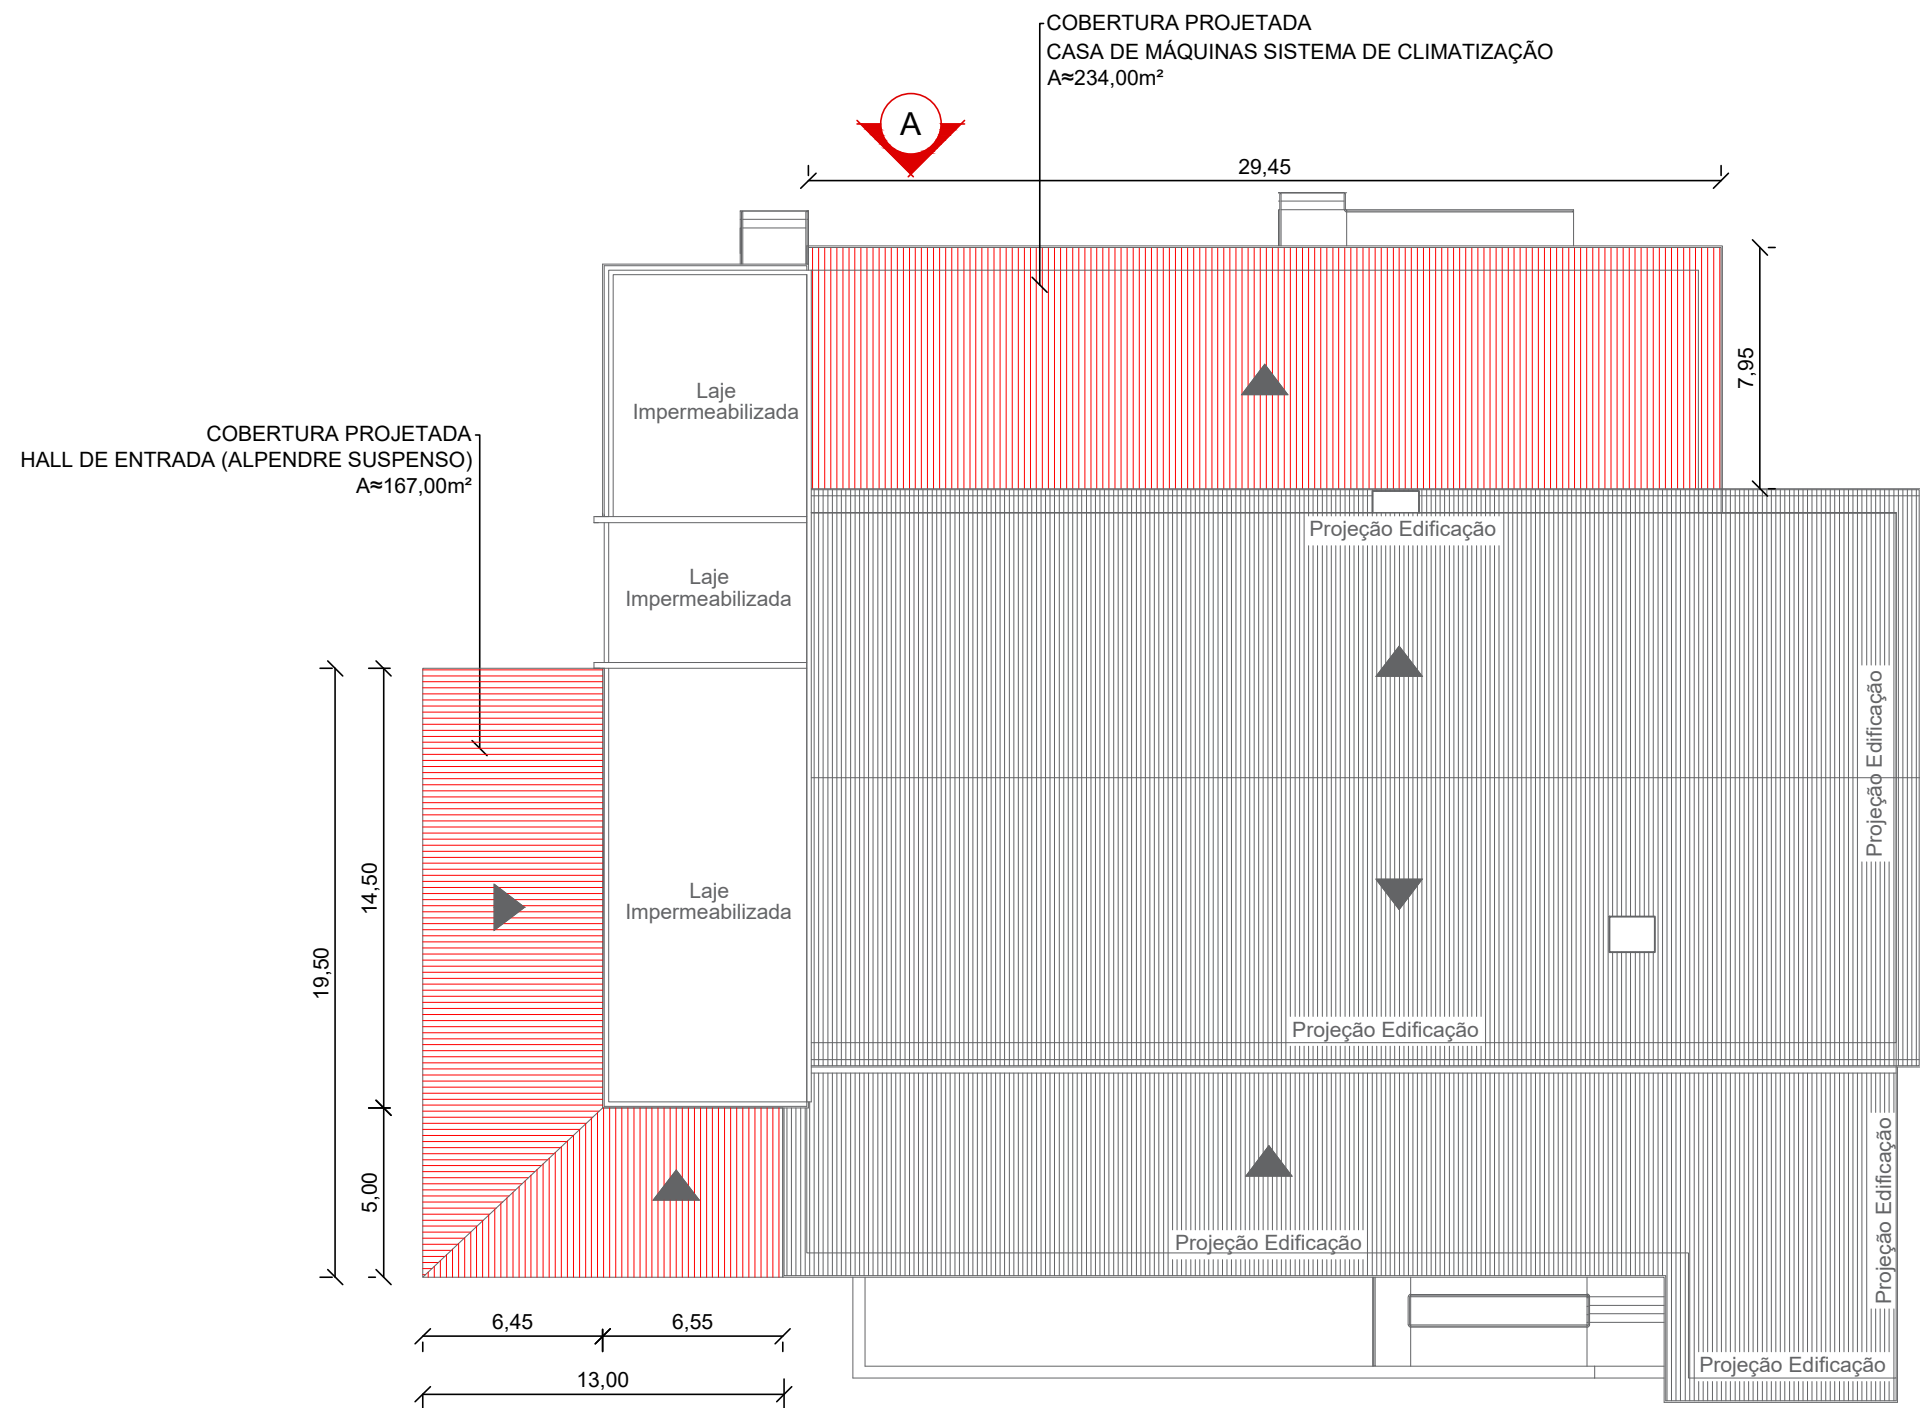 COBERTURA PROJETADA
CASA DE MÁQUINAS SISTEMA DE CLIMATIZAÇÃO
A≈234,00m²
A
29,45
7,95
Laje
Impermeabilizada
COBERTURA PROJETADA
HALL DE ENTRADA (ALPENDRE SUSPENSO)
A≈167,00m²
Projeção Edificação
Laje
Impermeabilizada
Projeção Edificação
14,50
19,50
Laje
Impermeabilizada
Projeção Edificação
5,00
Projeção Edificação
Projeção Edificação
6,45
6,55
Projeção Edificação
13,00